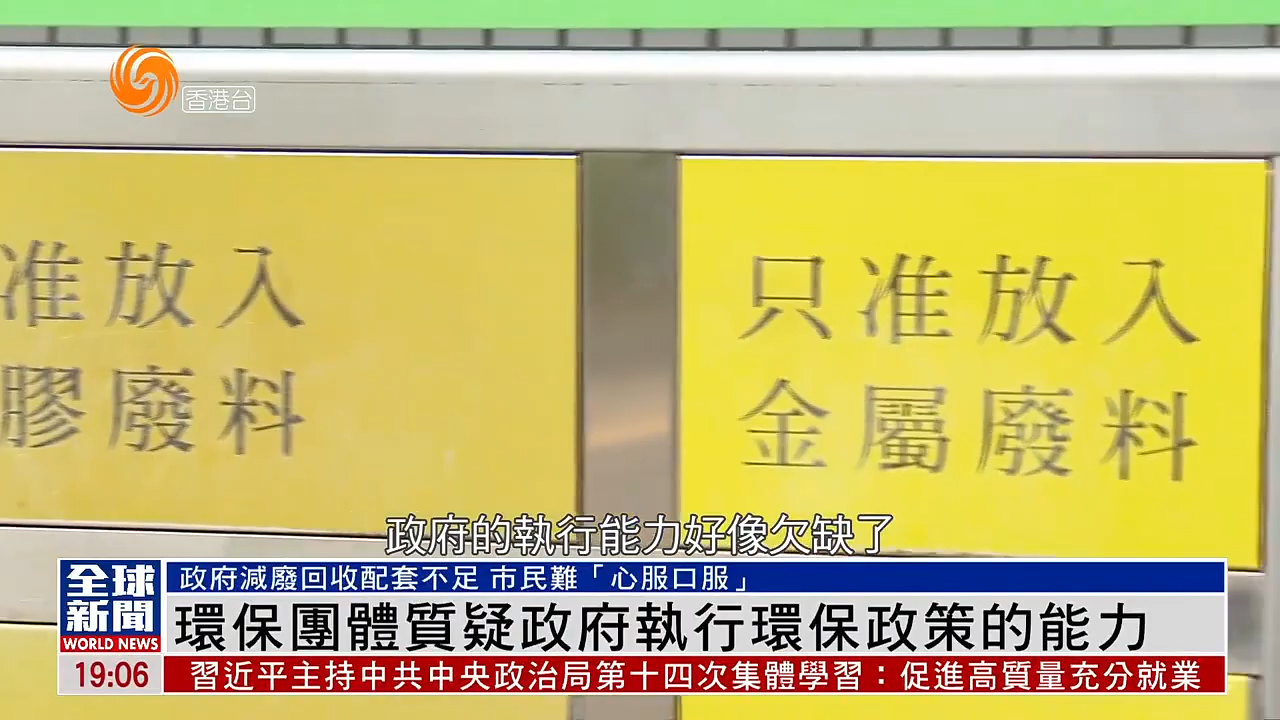 香港台
准放入
膠廢料
只准放入
金屬廢料
政府的執行能力好像欠缺了
全球新聞
WORLD NEWS
政府減廢回收配套不足 市民難「心服口服」
環保團體質疑政府執行環保政策的能力
19:06
習近平主持中共中央政治局第十四次集體學習：促進高質量充分就業